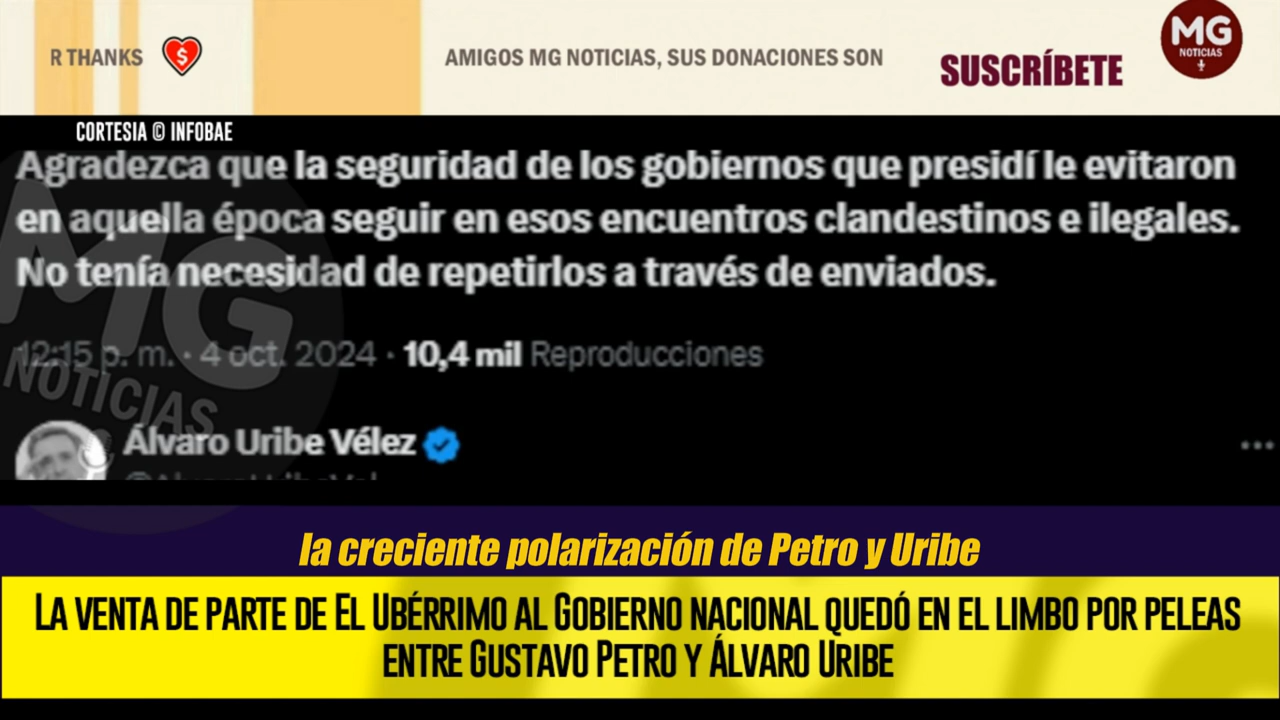 R THANKS
AMIGOS MG NOTICIAS, SUS DONACIONES SON
SUSCRÍBETE
MG
NOTICIAS
CORTESIA © INFOBAE
Agradezca que la seguridad de los gobiernos que presidí le evitaron
en aquella época seguir en esos encuentros clandestinos e ilegales.
No tenía necesidad de repetirlos a través de enviados.
12:15 p. m. · 4 oct. 2024 · 10,4 mil Reproducciones
MG
NOTICIAS
Álvaro Uribe Vélez
la creciente polarización de Petro y Uribe
LA VENTA DE PARTE DE EL UBÉRRIMO AL GOBIERNO NACIONAL QUEDÓ EN EL LIMBO POR PELEAS
ENTRE GUSTAVO PETRO Y ÁLVARO URIBE